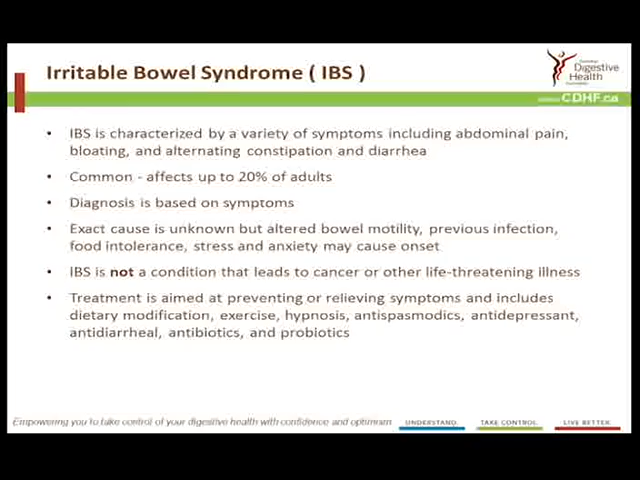 Irritable Bowel Syndrome ( IBS )
Digestive
Health
CDHF.ca
• IBS is characterized by a variety of symptoms including abdominal pain,
bloating, and alternating constipation and diarrhea
• Common - affects up to 20% of adults
• Diagnosis is based on symptoms
• Exact cause is unknown but altered bowel motility, previous infection,
food intolerance, stress and anxiety may cause onset
• IBS is not a condition that leads to cancer or other life-threatening illness
• Treatment is aimed at preventing or relieving symptoms and includes
dietary modification, exercise, hypnosis, antispasmodics, antidepressant,
antidiarrheal, antibiotics, and probiotics
Empowering you to take control of your digestive health with confidence and optimism
UNDERSTAND.
TAKE CONTROL.
LIVE BETTER.